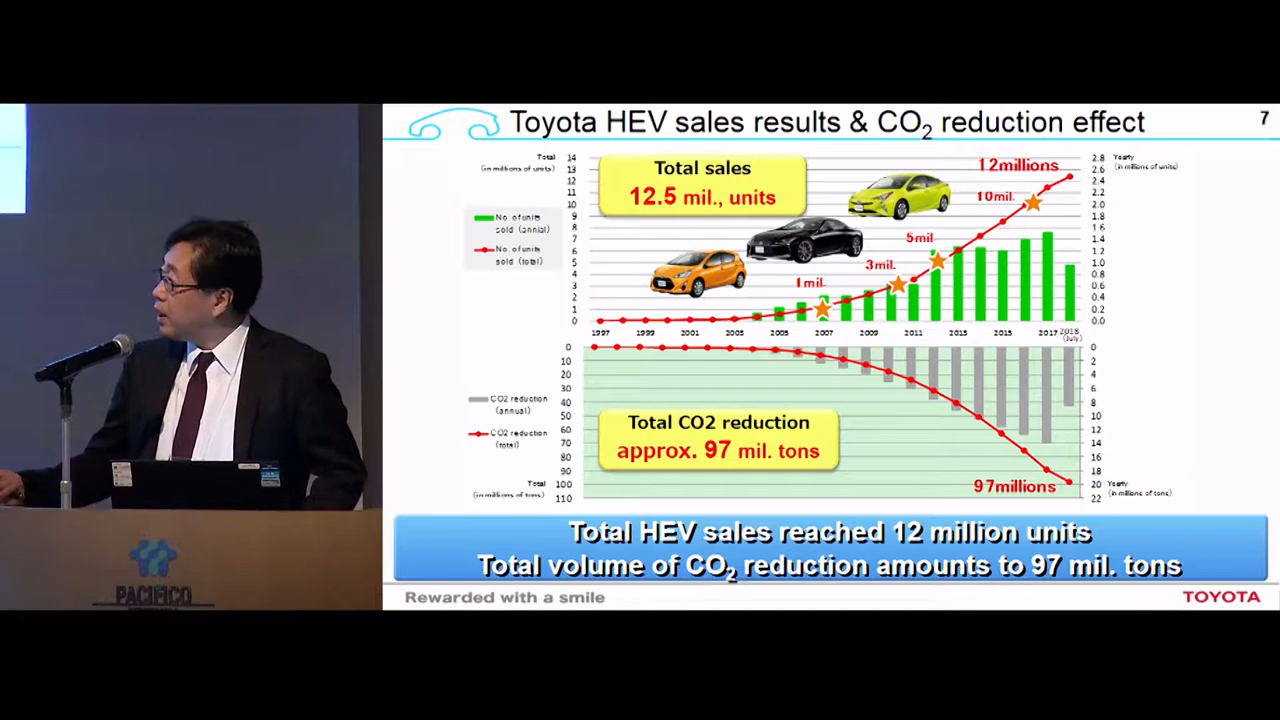 Toyota HEV sales results & CO2 reduction effect
7
Total
(in millions of units)
14
13
12
11
10
9
8
7
6
5
4
3
2
1
0
Total sales
12.5 mil., units
12millions
10mil.
5mil.
3mil.
1mil.
2.8
2.6
2.4
2.2
2.0
1.8
1.6
1.4
1.2
1.0
0.8
0.6
0.4
0.2
0.0
Yearly
(in millions of units)
No. of units
sold (annial)
No. of units
sold (total)
1997 1999 2001 2003 2005 2007 2009 2011 2013 2015 2017 2018
(July)
0
10
20
30
40
50
60
70
80
90
100
110
CO2 reduction
(annual)
CO2 reduction
(total)
Total
(in millions of tons)
Total CO2 reduction
approx. 97 mil. tons
97millions
0
2
4
6
8
10
12
14
16
18
20
22
Yearly
(in millions of tons)
Total HEV sales reached 12 million units
Total volume of CO2 reduction amounts to 97 mil. tons
Rewarded with a smile
TOYOTA
PACIFICO